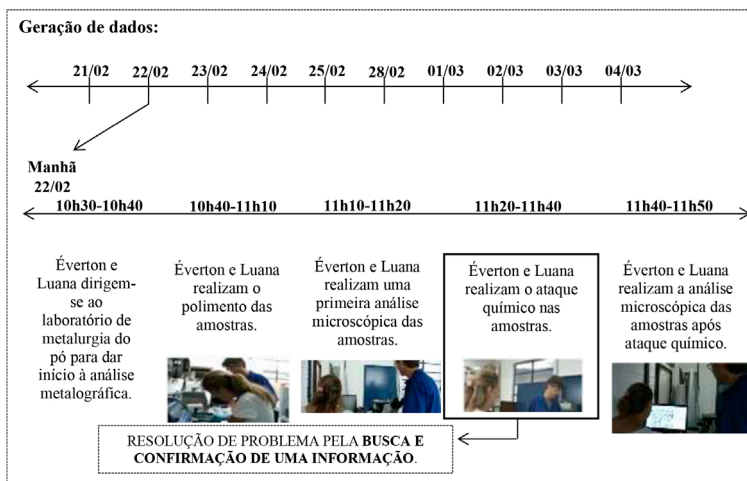 Geração de dados:
21/02 22/02 23/02 24/02 25/02 28/02 01/03 02/03 03/03 04/03
Manhã
22/02
10h30-10h40 10h40-11h10 11h10-11h20 11h20-11h40 11h40-11h50
Éverton e
Luana dirigem-
se ao
laboratório de
metalurgia do
pó para dar
início à análise
metalográfica.
Éverton e Luana
realizam o
polimento das
amostras.
Éverton e Luana
realizam uma
primeira análise
microscópica das
amostras.
Éverton e Luana
realizam o ataque
químico nas
amostras.
Éverton e Luana
realizam a análise
microscópica das
amostras após
ataque químico.
RESOLUÇÃO DE PROBLEMA PELA BUSCA E
CONFIRMAÇÃO DE UMA INFORMAÇÃO.